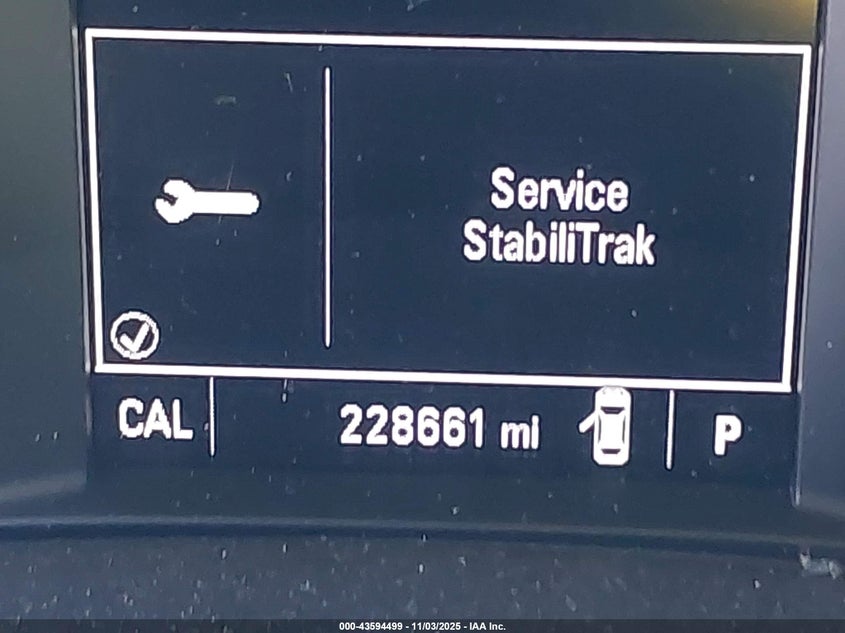 Service
StabiliTrak
CAL
228661 mi
P
000-43594499 - 11/03/2025 - IAA Inc.